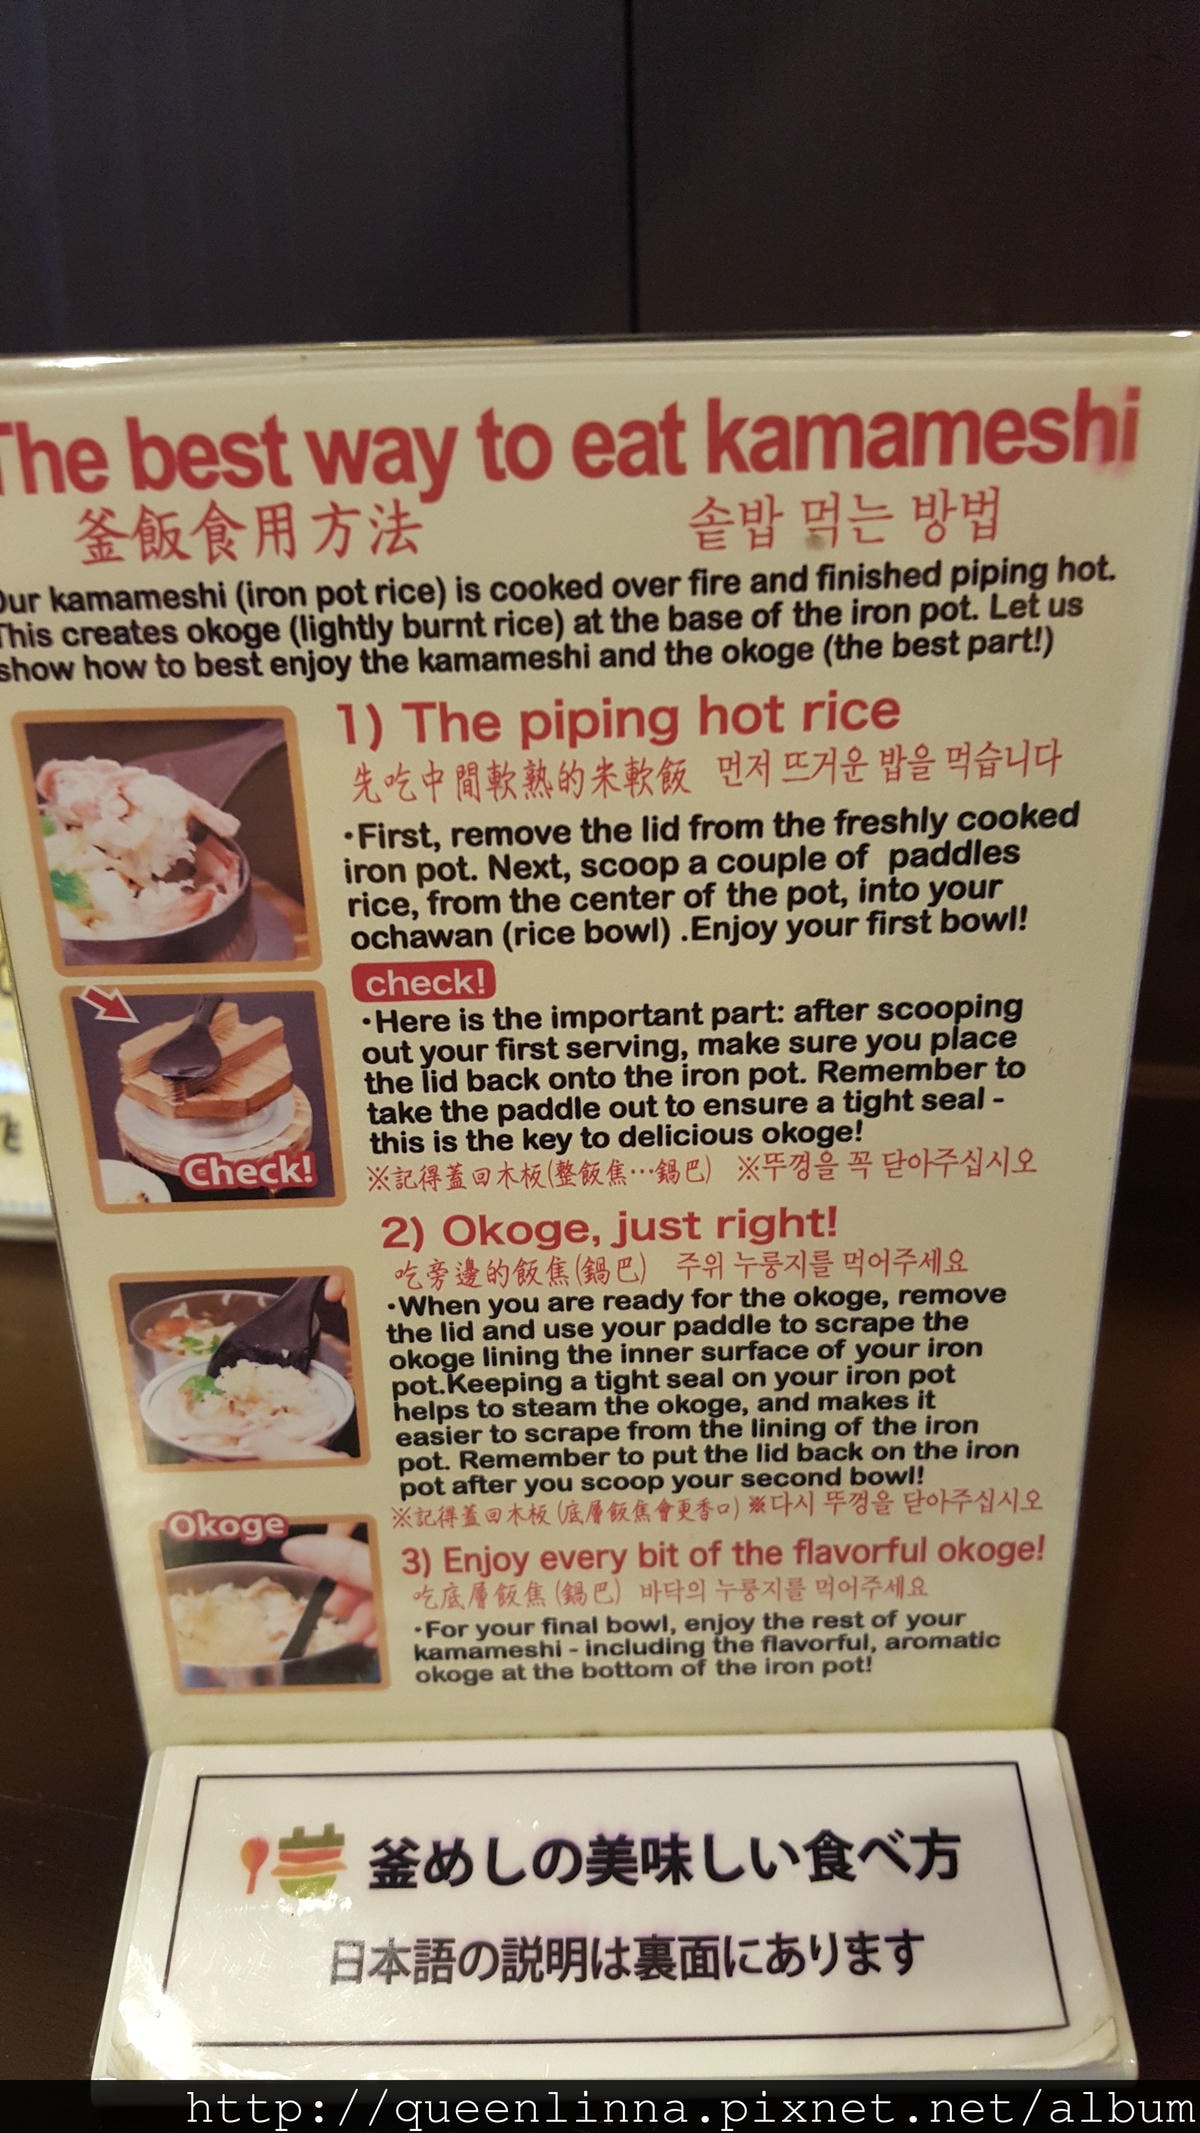 The best way to eat kamameshi
釜飯食用方法 솥밥 먹는 방법
Our kamameshi (iron pot rice) is cooked over fire and finished piping hot.
This creates okoge (lightly burnt rice) at the base of the iron pot. Let us
show how to best enjoy the kamameshi and the okoge (the best part!)
1) The piping hot rice
先吃中間軟熟的米軟飯 먼저 뜨거운 밥을 먹습니다
・First, remove the lid from the freshly cooked
iron pot. Next, scoop a couple of paddles
rice, from the center of the pot, into your
ochawan (rice bowl) .Enjoy your first bowl!
check!
・Here is the important part: after scooping
out your first serving, make sure you place
the lid back onto the iron pot. Remember to
take the paddle out to ensure a tight seal -
this is the key to delicious okoge!
Check!
※記得蓋回木板(整飯焦…鍋巴) ※뚜껑을 꼭 닫아주십시오
2) Okoge, just right!
吃旁邊的飯焦(鍋巴) 주위 누룽지를 먹어주세요
・When you are ready for the okoge, remove
the lid and use your paddle to scrape the
okoge lining the inner surface of your iron
pot.Keeping a tight seal on your iron pot
helps to steam the okoge, and makes it
easier to scrape from the lining of the iron
pot. Remember to put the lid back on the iron
pot after you scoop your second bowl!
※記得蓋回木板(底層飯焦會更香口) ※다시 뚜껑을 닫아주십시오
Okoge
3) Enjoy every bit of the flavorful okoge!
吃底層飯焦(鍋巴) 바닥의 누룽지를 먹어주세요
・For your final bowl, enjoy the rest of your
kamameshi - including the flavorful, aromatic
okoge at the bottom of the iron pot!
釜めしの美味しい食べ方
日本語の説明は裏面にあります
http://queenlinna.pixnet.net/album